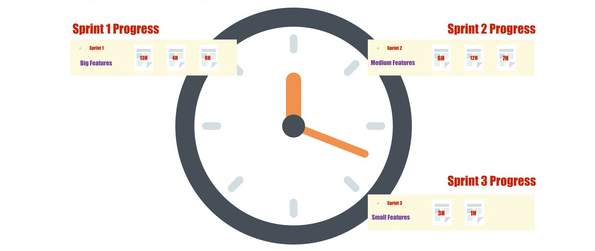 Sprint 1 Progress
Sprint 1
Big Features
13H
4H
6H
Sprint 2 Progress
Sprint 2
Medium Features
6H
12H
7H
Sprint 3 Progress
Sprint 3
Small Features
3H
1H